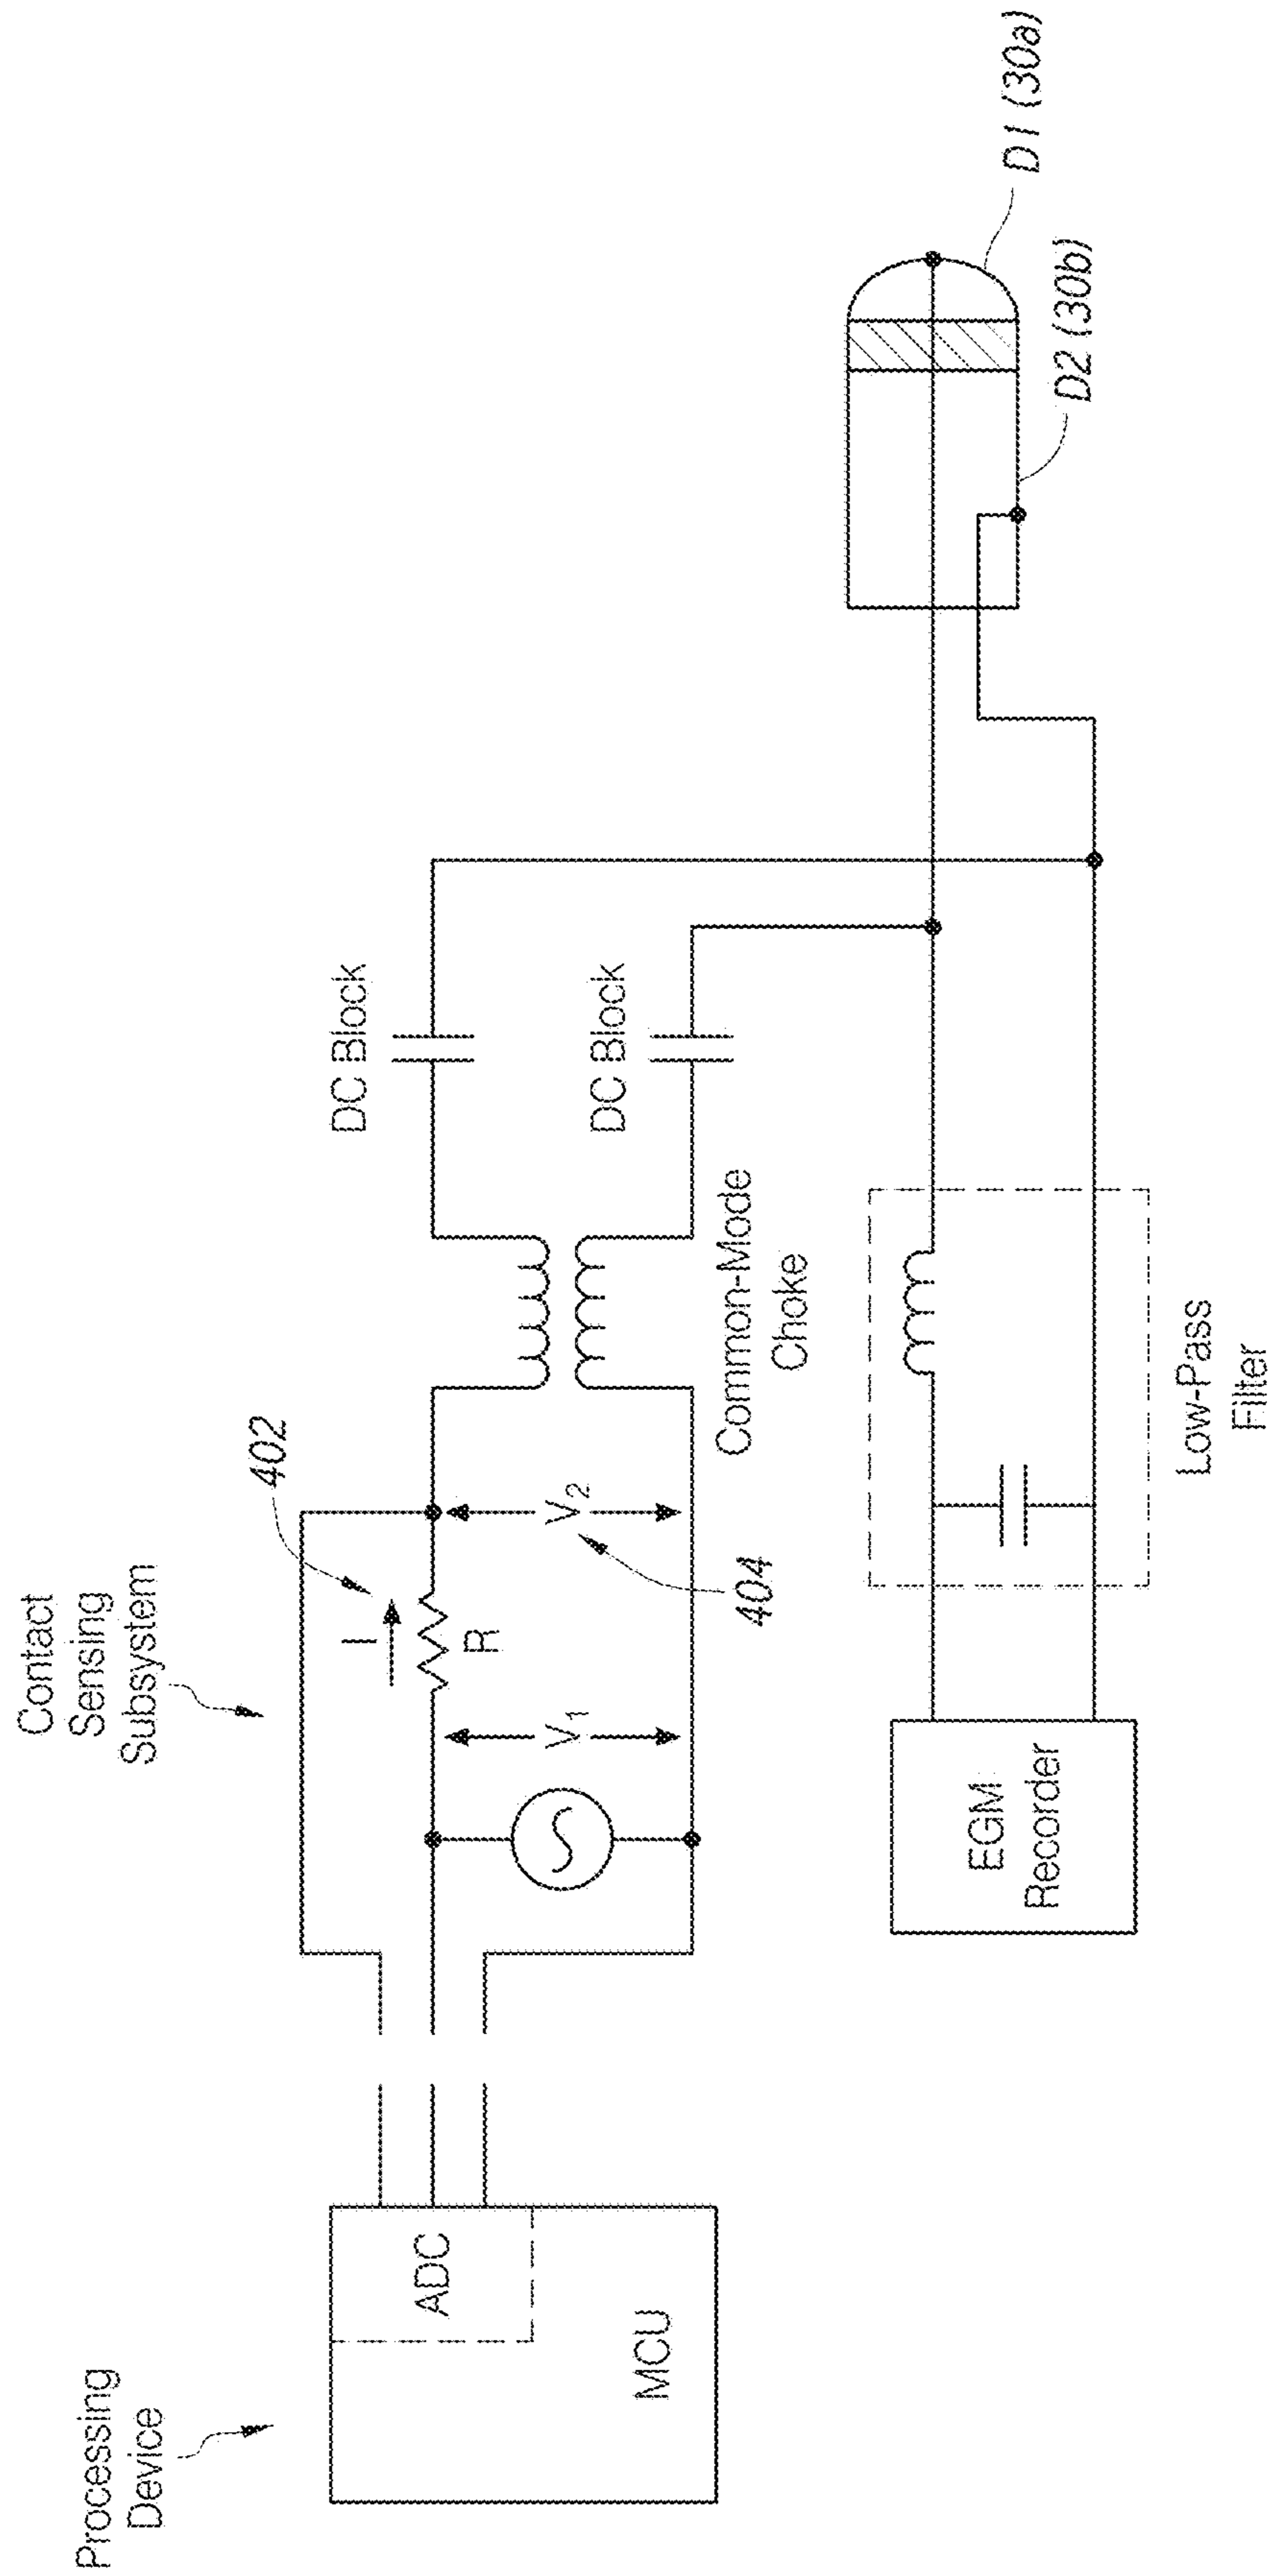 Processing
Device
ADC
MCU
Contact
Sensing
Subsystem
402
I
R
V1
V2
404
DC Block
DC Block
Common-Mode
Choke
EGM
Recorder
Low-Pass
Filter
D1 (30a)
D2 (30b)